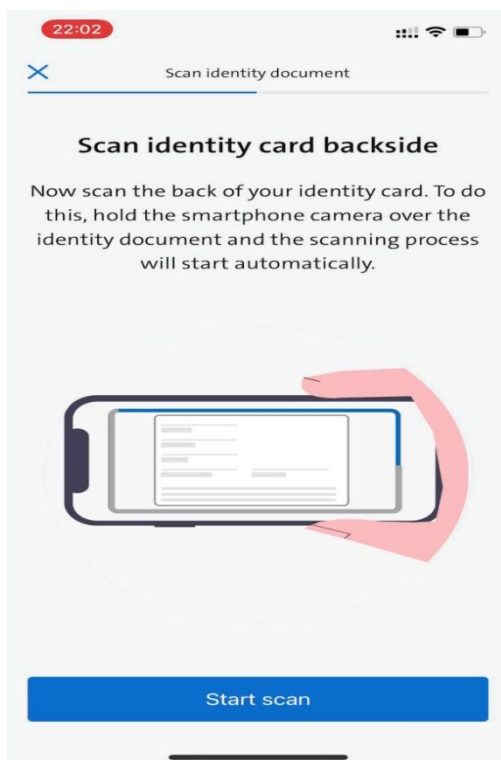 22:02
Scan identity document
Scan identity card backside
Now scan the back of your identity card. To do
this, hold the smartphone camera over the
identity document and the scanning process
will start automatically.
Start scan